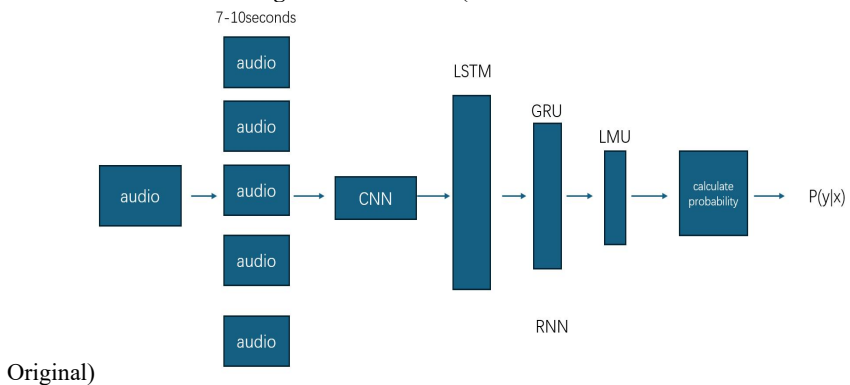 7-10seconds
audio
audio
audio
audio
audio
audio
CNN
LSTM
GRU
LMU
calculate
probability
P(y|x)
RNN
Original)